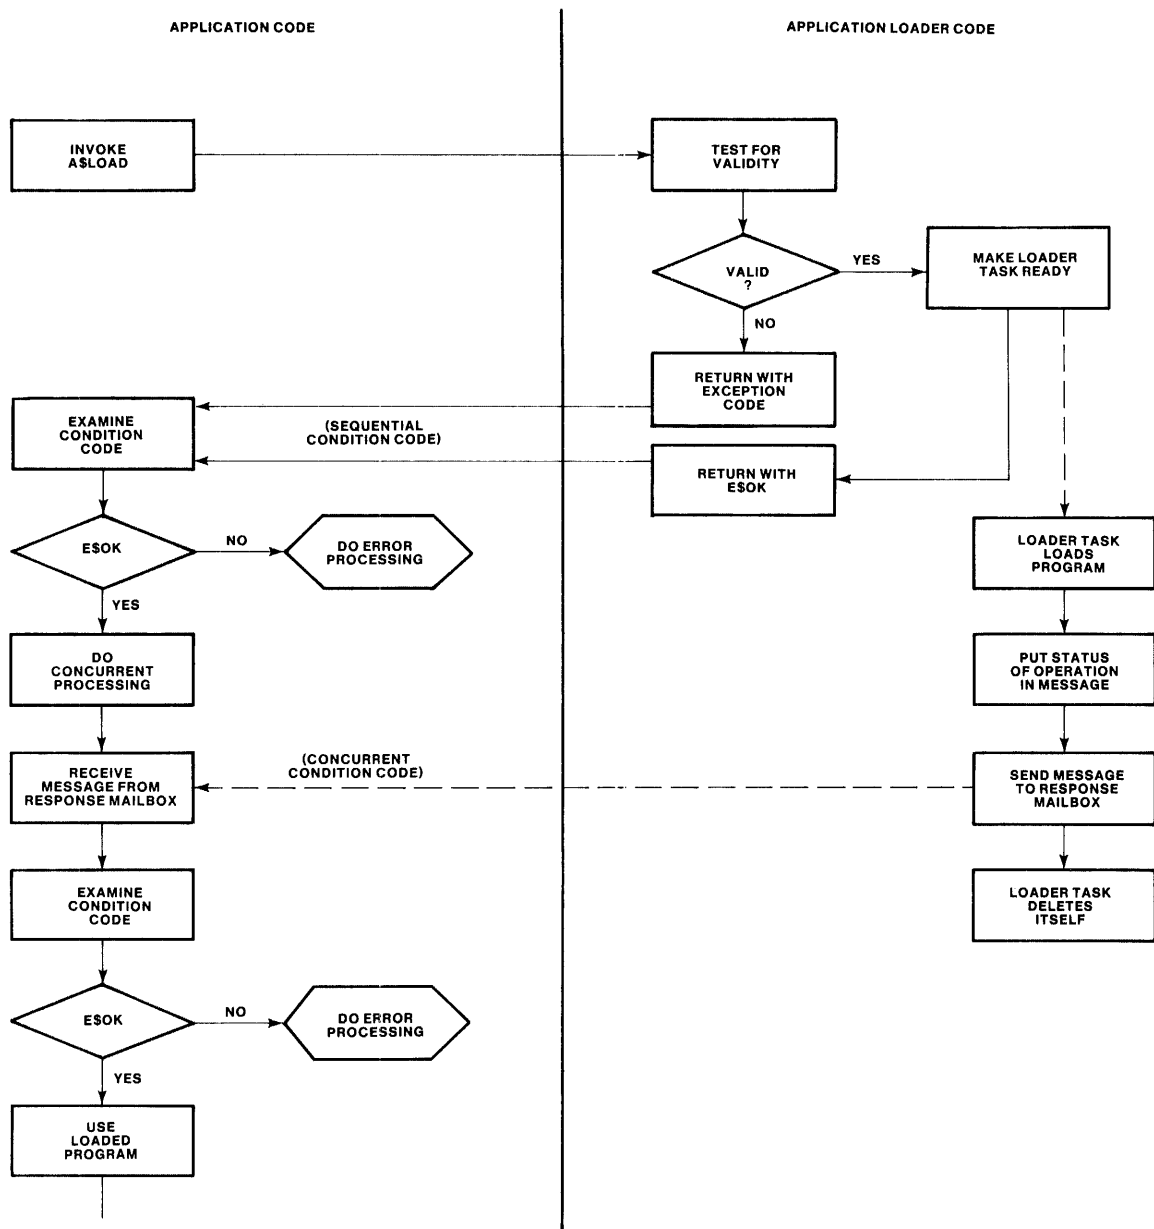 APPLICATION CODE
APPLICATION LOADER CODE
INVOKE
A$LOAD
TEST FOR
VALIDITY
VALID
?
YES
MAKE LOADER
TASK READY
NO
RETURN WITH
EXCEPTION
CODE
EXAMINE
CONDITION
CODE
(SEQUENTIAL
CONDITION CODE)
RETURN WITH
E$OK
E$OK
NO
DO ERROR
PROCESSING
LOADER TASK
LOADS
PROGRAM
YES
DO
CONCURRENT
PROCESSING
PUT STATUS
OF OPERATION
IN MESSAGE
RECEIVE
MESSAGE FROM
RESPONSE MAILBOX
(CONCURRENT
CONDITION CODE)
SEND MESSAGE
TO RESPONSE
MAILBOX
EXAMINE
CONDITION
CODE
LOADER TASK
DELETES
ITSELF
E$OK
NO
DO ERROR
PROCESSING
YES
USE
LOADED
PROGRAM